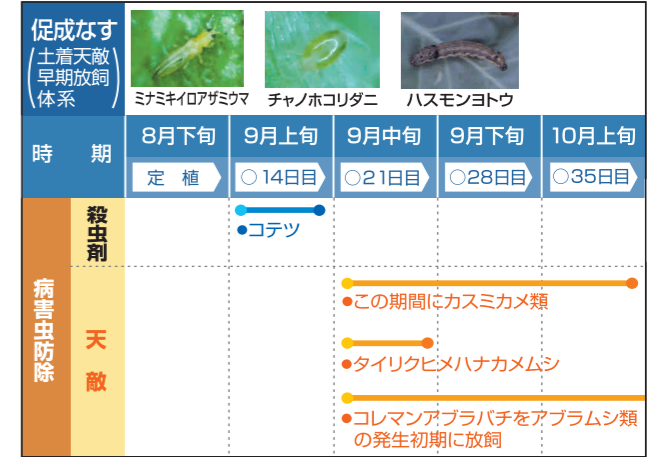 促成なす
(土着天敵
早期放飼
体系)
ミナミキイロアザミウマ チャノホコリダニ ハスモンヨトウ
時 期
8月下旬 9月上旬 9月中旬 9月下旬 10月上旬
定 植 ○14日目 ○21日目 ○28日目 ○35日目
病害虫防除
殺虫剤
●コテツ
天敵
●この期間にカスミカメ類
●タイリクヒメハナカメムシ
●コレマンアブラバチをアブラムシ類
の発生初期に放飼